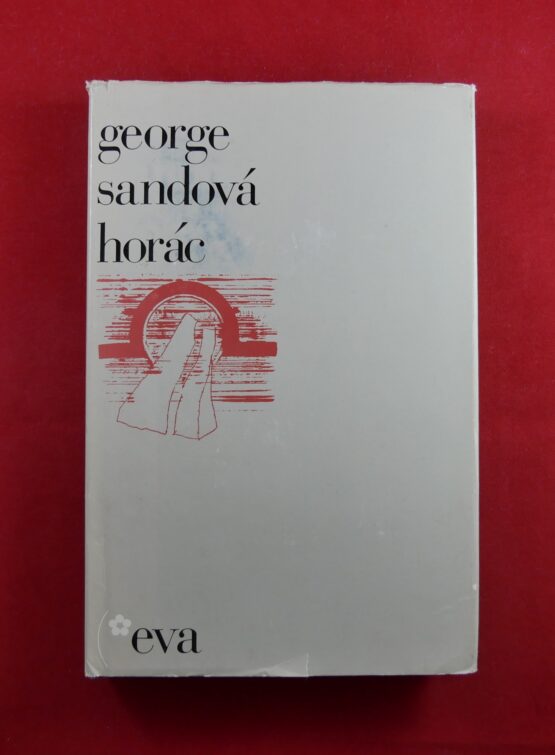 george
sandová
horác
eva